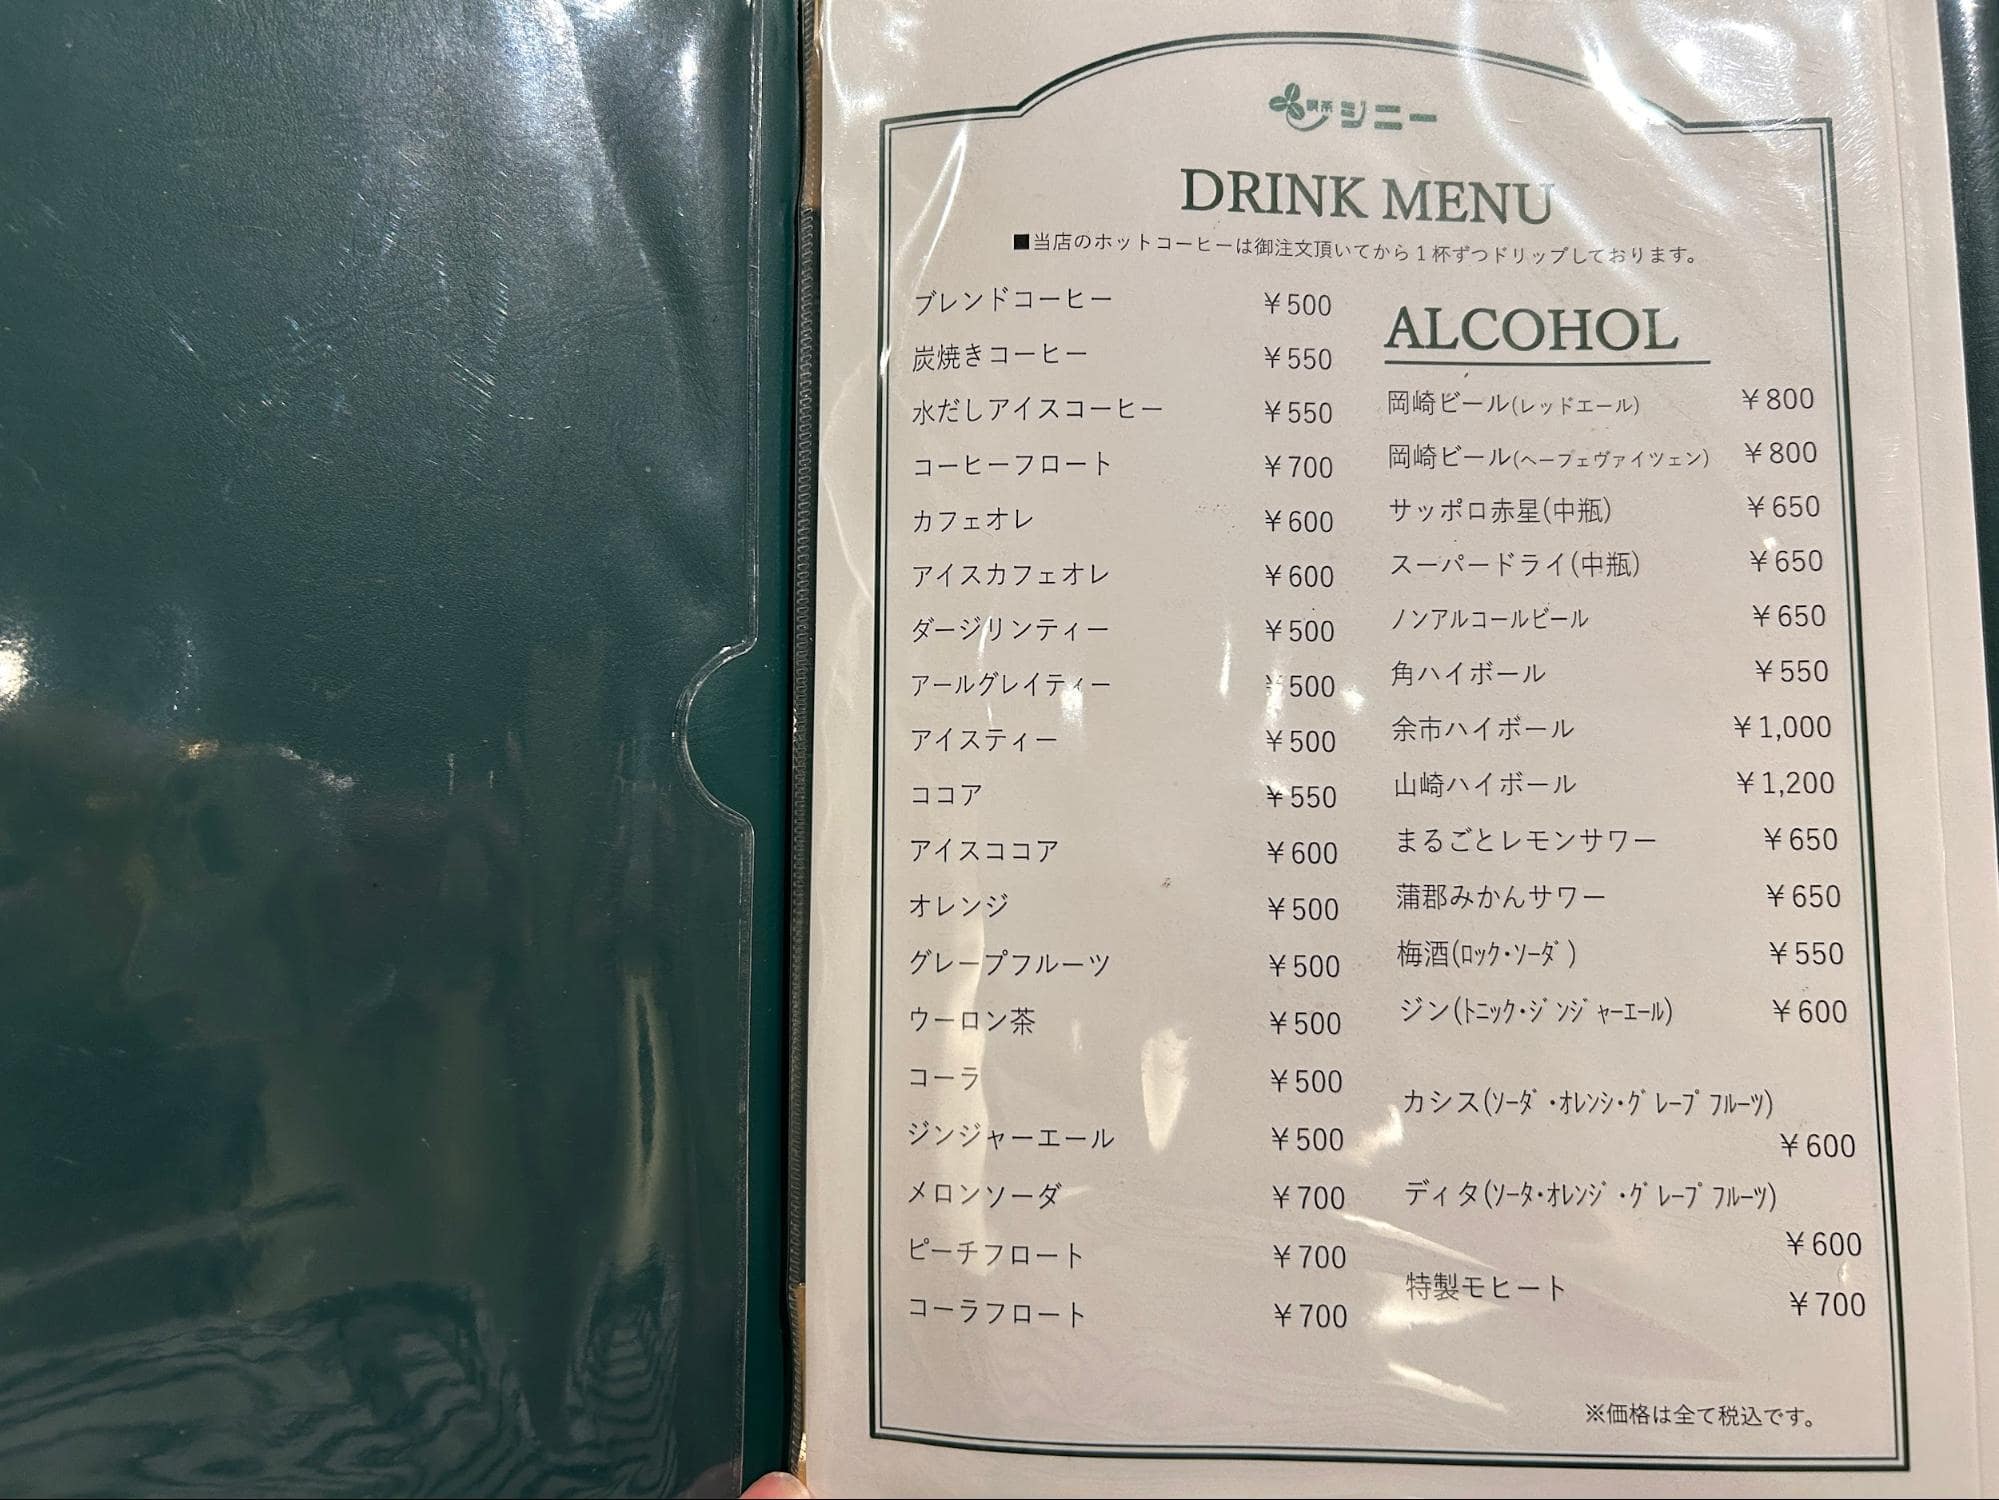 喫茶 ジニー
DRINK MENU
■当店のホットコーヒーは御注文頂いてから1杯ずつドリップしております。
ブレンドコーヒー ¥500
炭焼きコーヒー ¥550
水だしアイスコーヒー ¥550
コーヒーフロート ¥700
カフェオレ ¥600
アイスカフェオレ ¥600
ダージリンティー ¥500
アールグレイティー ¥500
アイスティー ¥500
ココア ¥550
アイスココア ¥600
オレンジ ¥500
グレープフルーツ ¥500
ウーロン茶 ¥500
コーラ ¥500
ジンジャーエール ¥500
メロンソーダ ¥700
ピーチフロート ¥700
コーラフロート ¥700
ALCOHOL
岡崎ビール(レッドエール) ¥800
岡崎ビール(ヘーフェヴァイツェン) ¥800
サッポロ赤星(中瓶) ¥650
スーパードライ(中瓶) ¥650
ノンアルコールビール ¥650
角ハイボール ¥550
余市ハイボール ¥1,000
山崎ハイボール ¥1,200
まるごとレモンサワー ¥650
蒲郡みかんサワー ¥650
梅酒(ﾛｯｸ・ｿｰﾀﾞ) ¥550
ジン(ﾄﾆｯｸ・ｼﾞﾝｼﾞｬｰｴｰﾙ) ¥600
カシス(ｿｰﾀﾞ・ｵﾚﾝｼ・ｸﾞﾚｰﾌﾟﾌﾙｰﾂ)
¥600
ディタ(ｿｰﾀ・ｵﾚﾝｼﾞ・ｸﾞﾚｰﾌﾟﾌﾙｰﾂ)
¥600
特製モヒート ¥700
※価格は全て税込です。